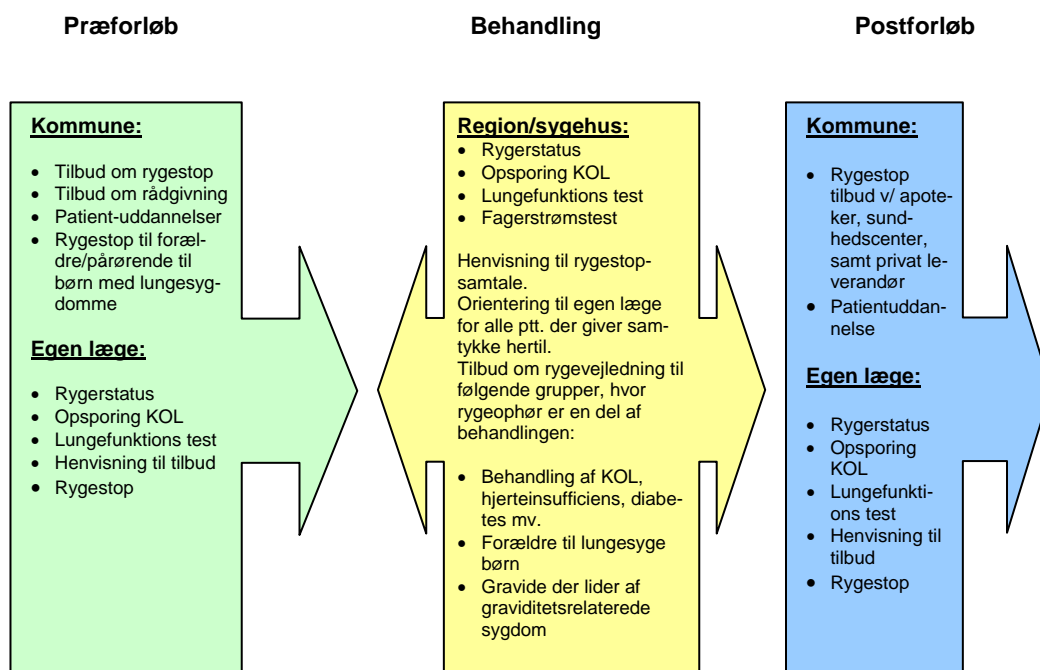 Præforløb
Behandling
Postforløb
Kommune:
• Tilbud om rygestop
• Tilbud om rådgivning
• Patient-uddannelser
• Rygestop til foræl-
dre/pårørende til
børn med lungesyg-
domme
Egen læge:
• Rygerstatus
• Opsporing KOL
• Lungefunktions test
• Henvisning til tilbud
• Rygestop
Region/sygehus:
• Rygerstatus
• Opsporing KOL
• Lungefunktions test
• Fagerstrømstest
Henvisning til rygestop-
samtale.
Orientering til egen læge
for alle ptt. der giver sam-
tykke hertil.
Tilbud om rygevejledning til
følgende grupper, hvor
rygeophør er en del af
behandlingen:
• Behandling af KOL,
hjerteinsufficiens, diabe-
tes mv.
• Forældre til lungesyge
børn
• Gravide der lider af
graviditetsrelaterede
sygdom
Kommune:
• Rygestop
tilbud v/ apote-
ker, sund-
hedscenter,
samt privat le-
verandør
• Patientuddan-
nelse
Egen læge:
• Rygerstatus
• Opsporing
KOL
• Lungefunkti-
ons test
• Henvisning til
tilbud
• Rygestop